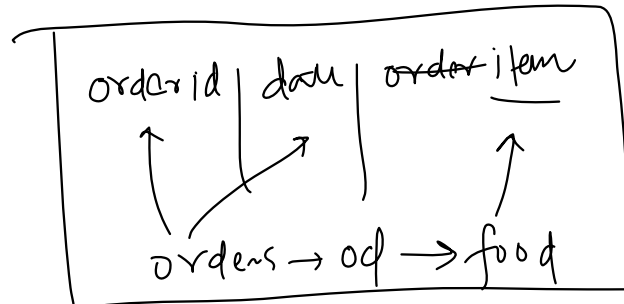 orderid | date | order item
orders → od → food